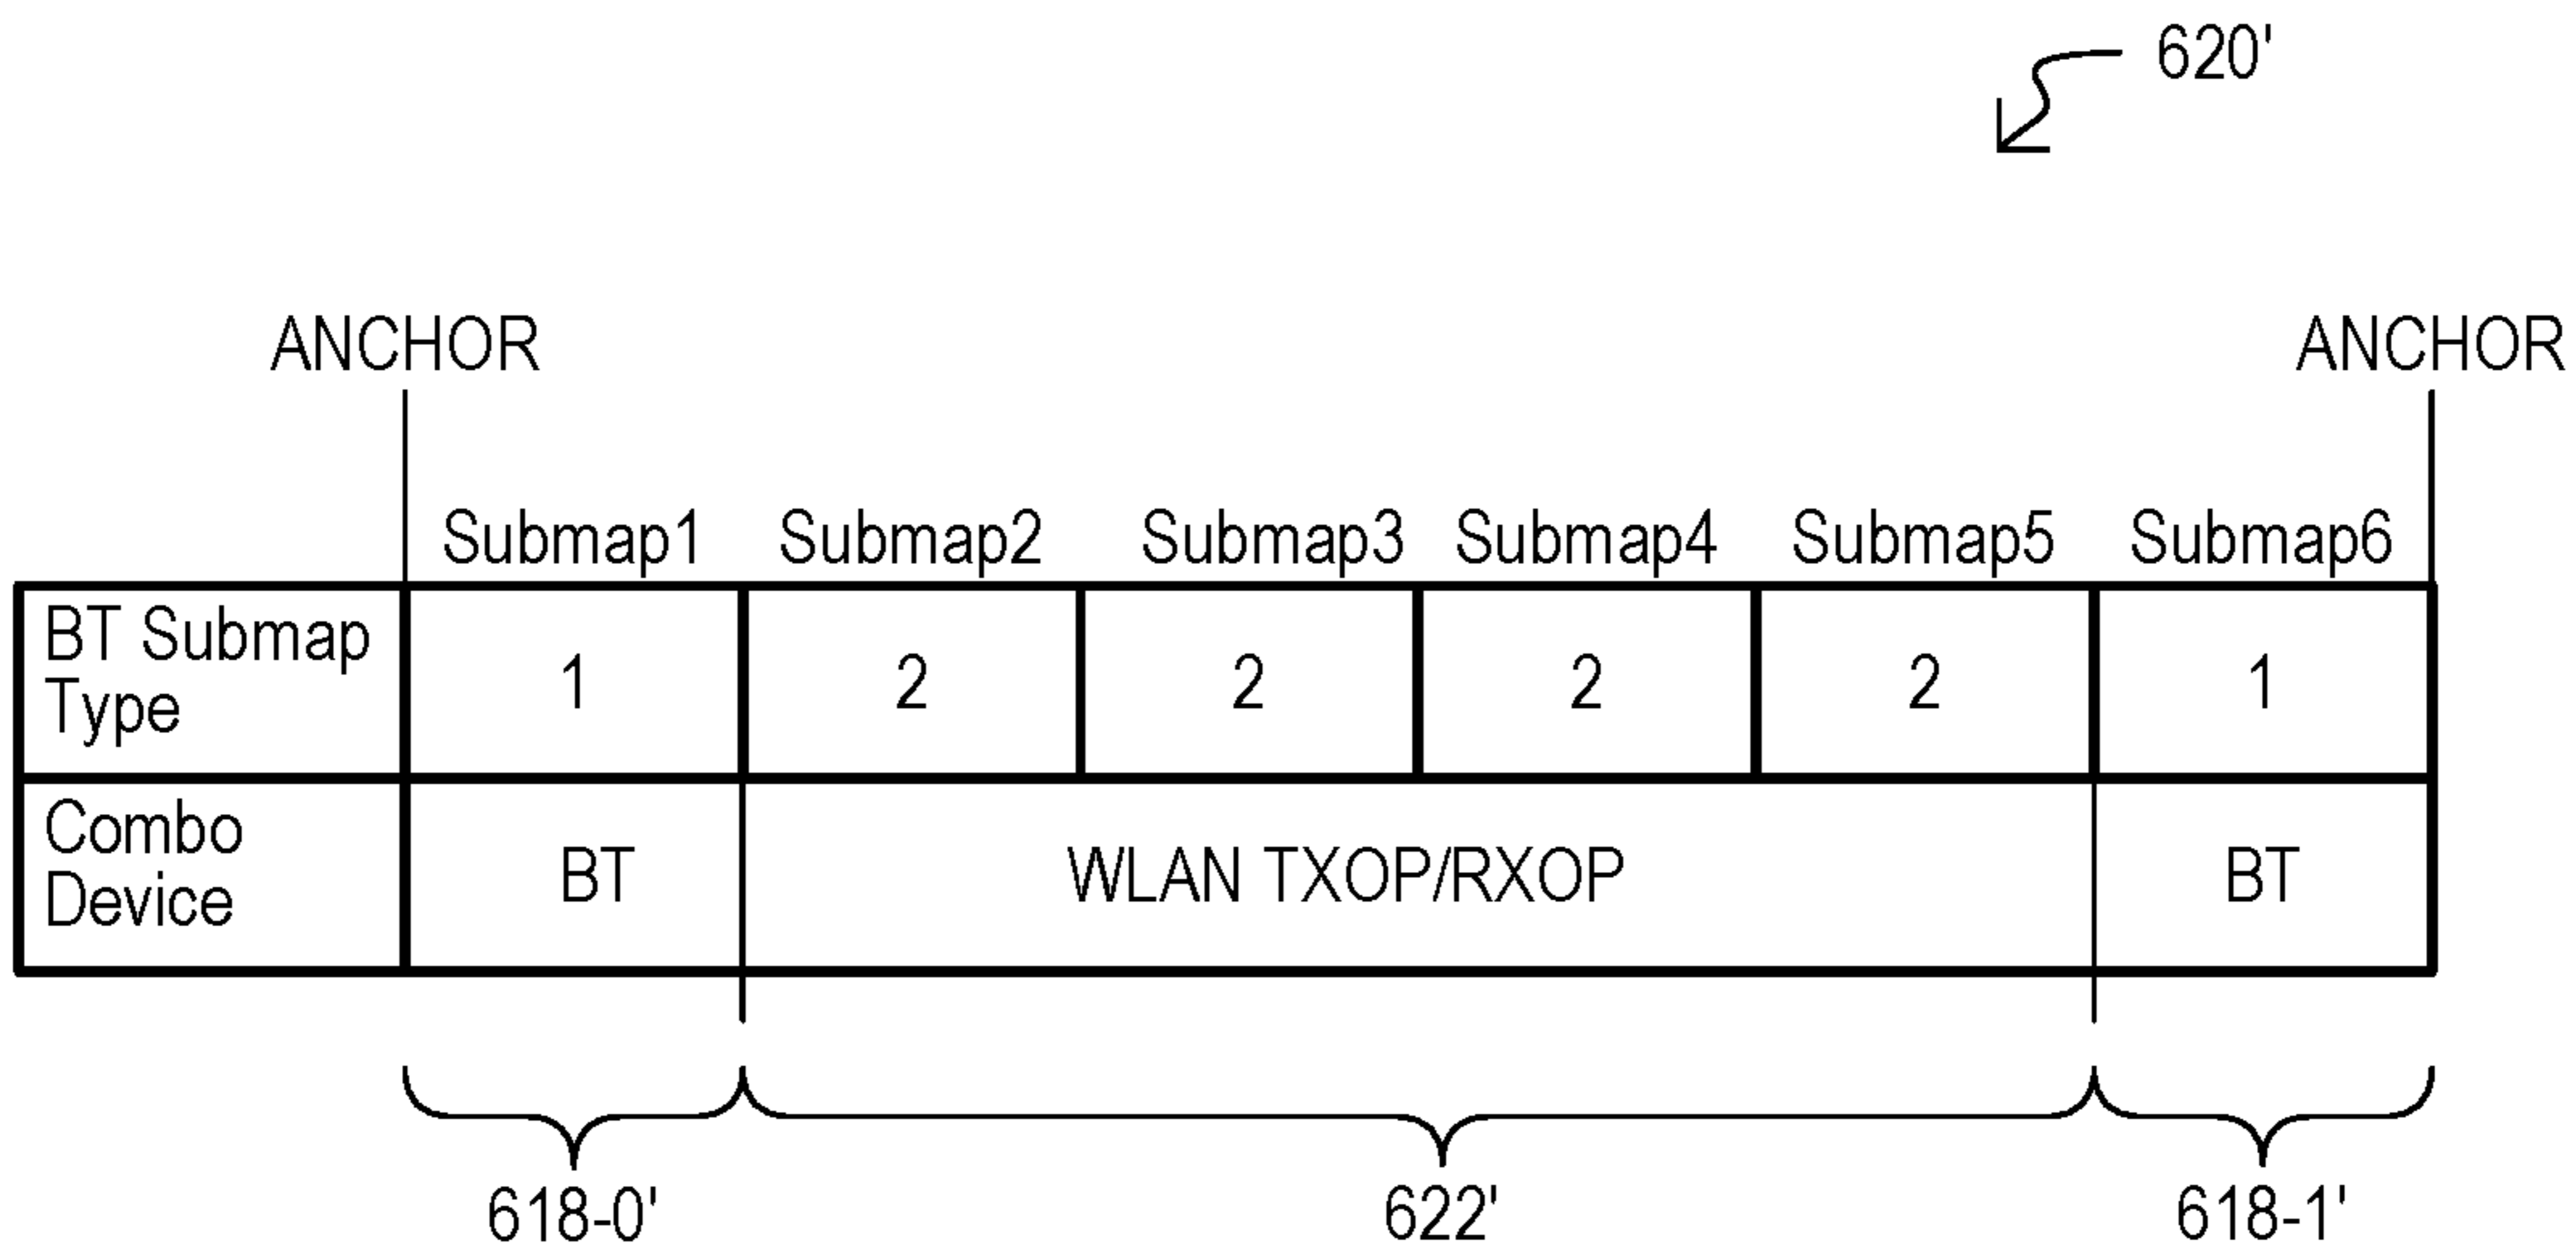 620'
ANCHOR ANCHOR
Submap1 Submap2 Submap3 Submap4 Submap5 Submap6
BT Submap
Type
1 2 2 2 2 1
Combo
Device
BT WLAN TXOP/RXOP BT
618-0' 622' 618-1'